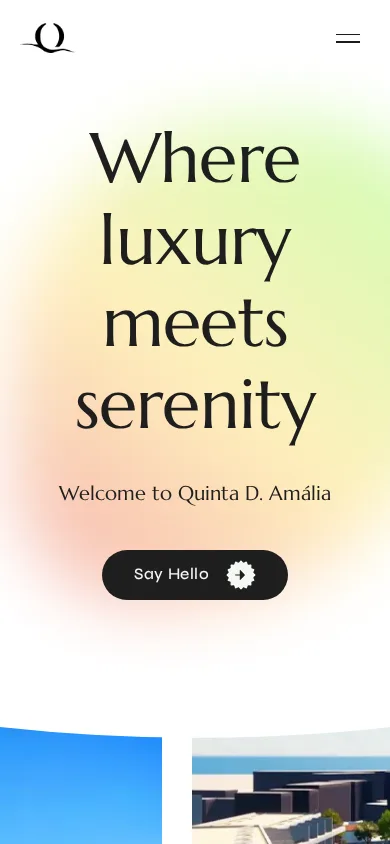 Where
luxury
meets
serenity
Welcome to Quinta D. Amália
Say Hello